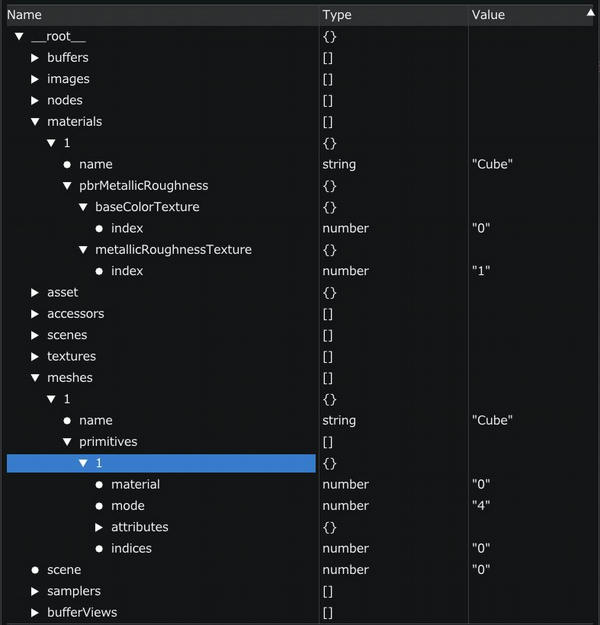 Name Type Value
__root__ {}
buffers []
images []
nodes []
materials []
1 {}
name string "Cube"
pbrMetallicRoughness {}
baseColorTexture {}
index number "0"
metallicRoughnessTexture {}
index number "1"
asset {}
accessors []
scenes []
textures []
meshes []
1 {}
name string "Cube"
primitives []
1 {}
material number "0"
mode number "4"
attributes {}
indices number "0"
scene number "0"
samplers []
bufferViews []